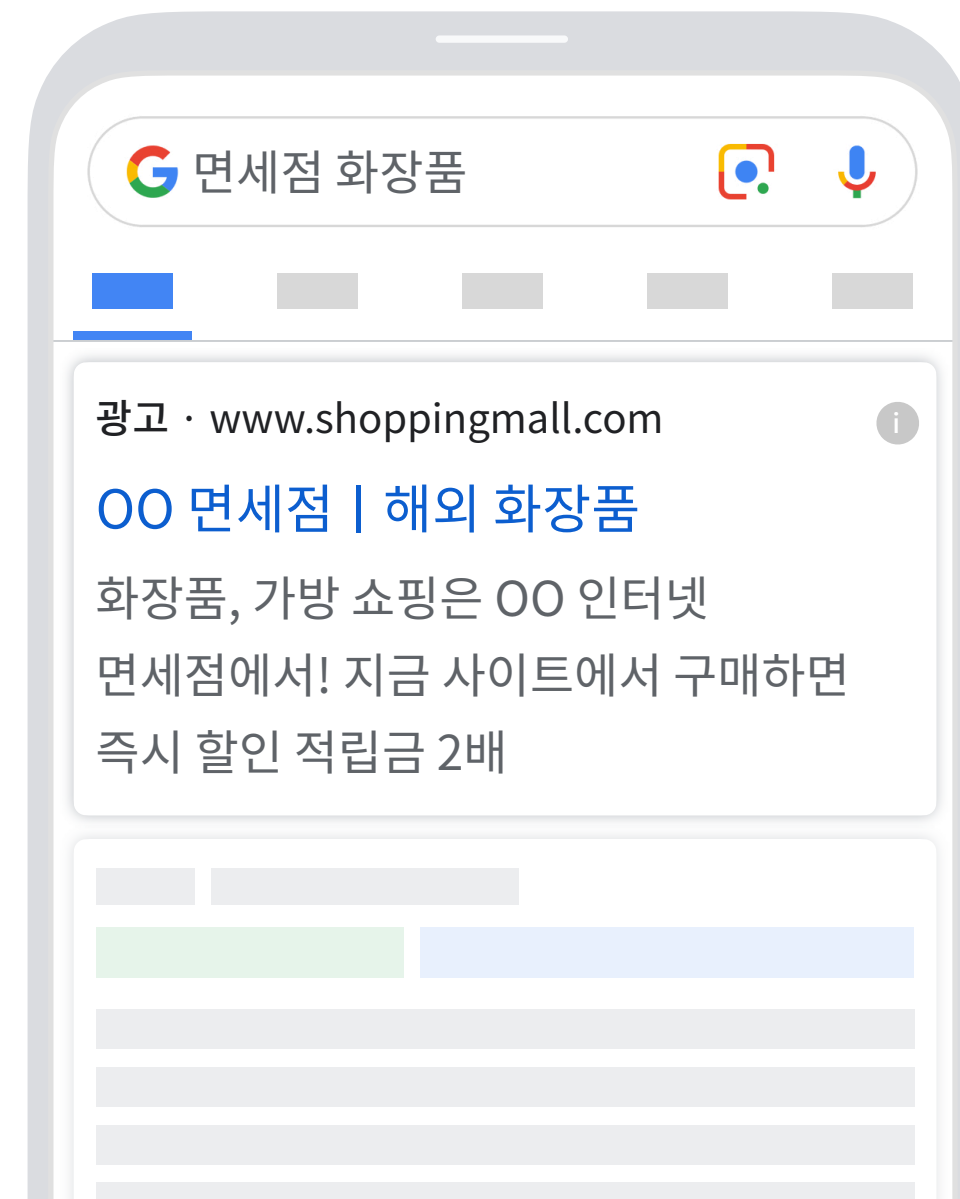 면세점 화장품
광고 · www.shoppingmall.com
i
OO 면세점 | 해외 화장품
화장품, 가방 쇼핑은 OO 인터넷
면세점에서! 지금 사이트에서 구매하면
즉시 할인 적립금 2배